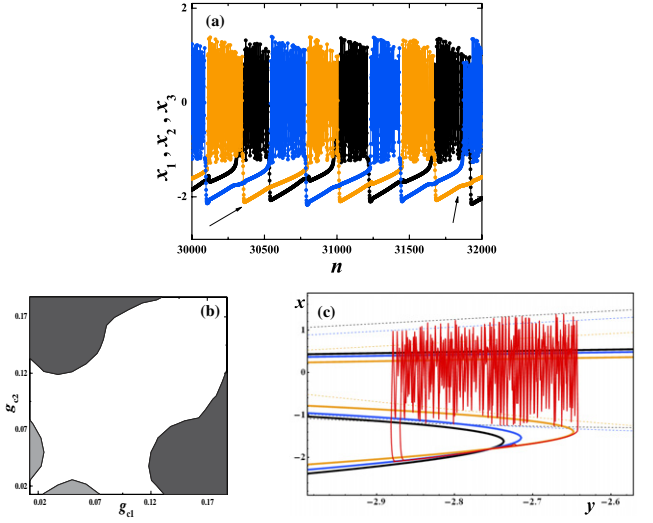 (a)
2
0
-2
x1 , x2 , x3
30000 30500 31000 31500 32000
n
(b)
0.17
0.12
0.07
0.02
gc2
0.02 0.07 0.12 0.17
gc1
(c)
x
1
0
-1
-2
-2.9 -2.8 -2.7 -2.6
y